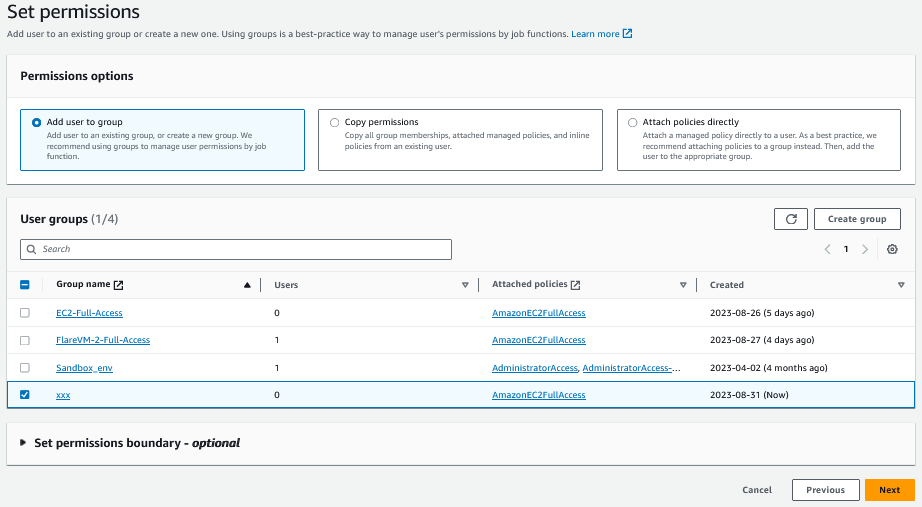 Set permissions
Add user to an existing group or create a new one. Using groups is a best-practice way to manage user's permissions by job functions. Learn more
Permissions options
Add user to group
Add user to an existing group, or create a new group. We
recommend using groups to manage user permissions by job
function.
Copy permissions
Copy all group memberships, attached managed policies, and inline
policies from an existing user.
Attach policies directly
Attach a managed policy directly to a user. As a best practice, we
recommend attaching policies to a group instead. Then, add the
user to the appropriate group.
User groups (1/4)
Create group
Search
1
Group name Users Attached policies Created
EC2-Full-Access 0 AmazonEC2FullAccess 2023-08-26 (5 days ago)
FlareVM-2-Full-Access 1 AmazonEC2FullAccess 2023-08-27 (4 days ago)
Sandbox_env 1 AdministratorAccess, AdministratorAccess-... 2023-04-02 (4 months ago)
xxx 0 AmazonEC2FullAccess 2023-08-31 (Now)
Set permissions boundary - optional
Cancel Previous Next